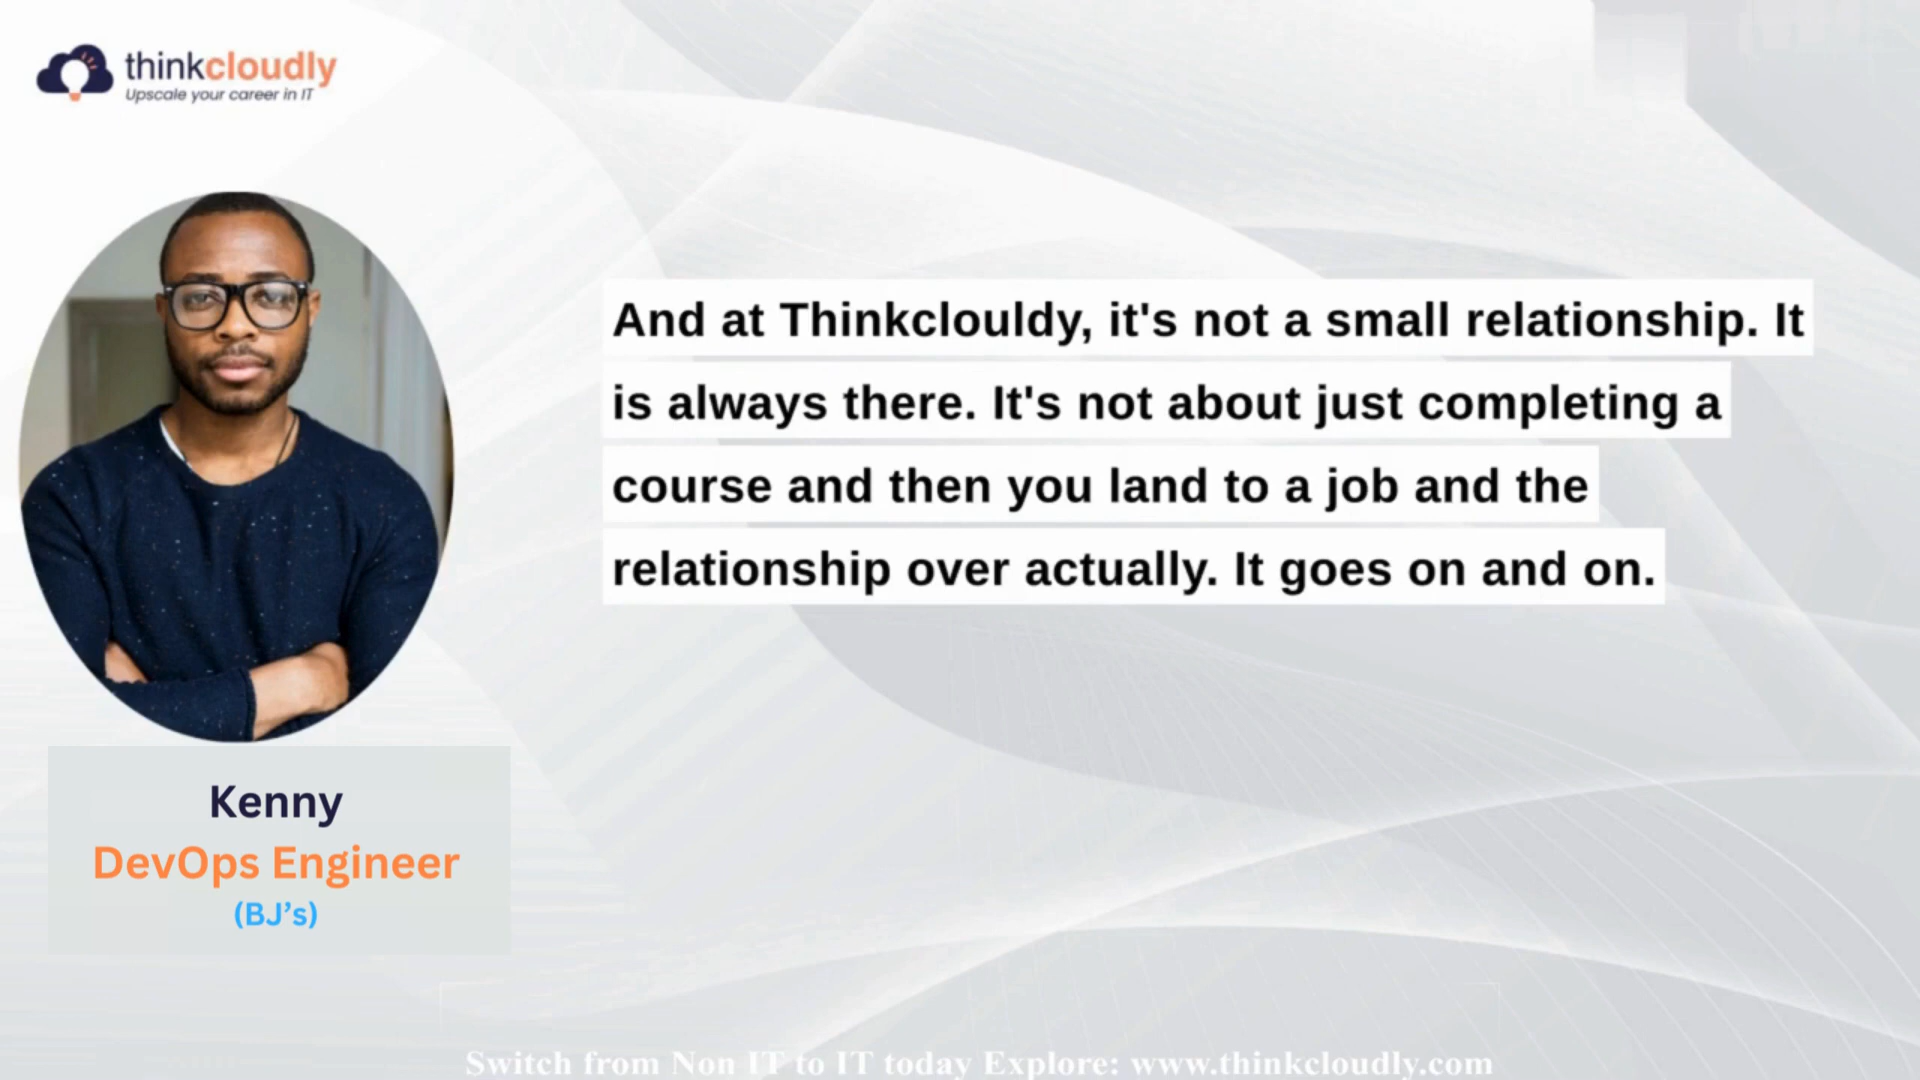 thinkcloudly
Upscale your career in IT
And at Thinkclouldy, it's not a small relationship. It
is always there. It's not about just completing a
course and then you land to a job and the
relationship over actually. It goes on and on.
Kenny
DevOps Engineer
(BJ’s)
Switch from Non IT to IT today Explore: www.thinkcloudly.com